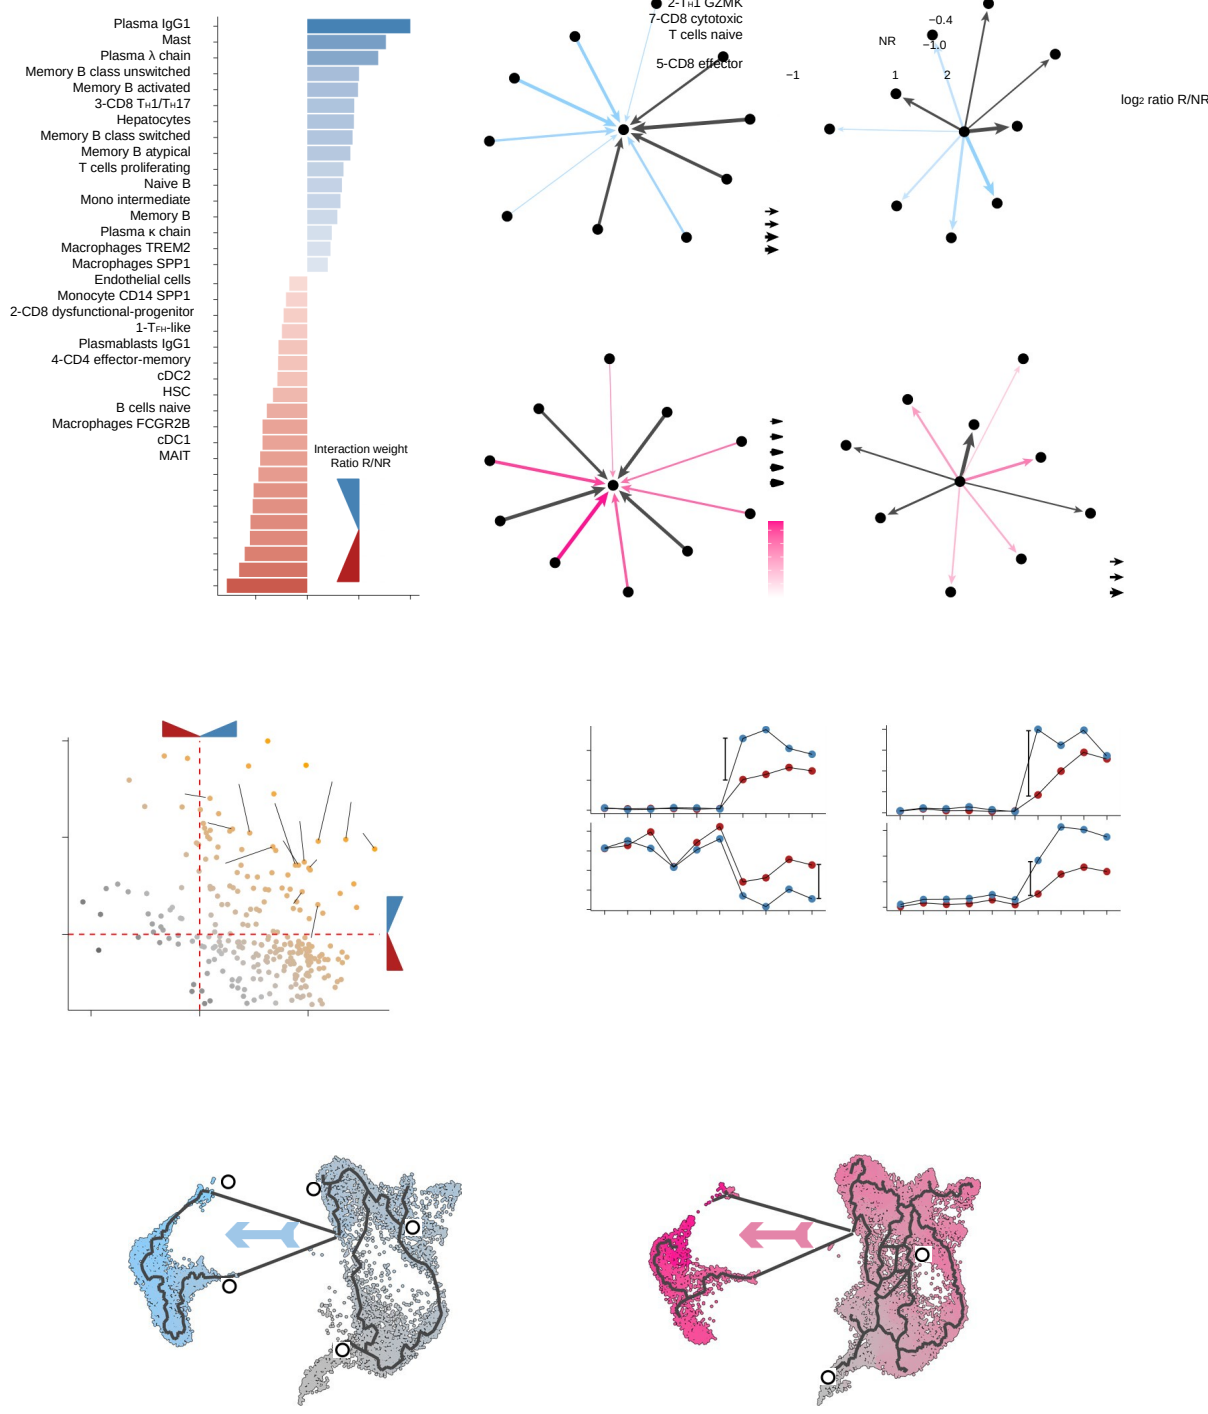 Plasma IgG1
Mast
Plasma λ chain
Memory B class unswitched
Memory B activated
3-CD8 TH1/TH17
Hepatocytes
Memory B class switched
Memory B atypical
T cells proliferating
Naive B
Mono intermediate
Memory B
Plasma κ chain
Macrophages TREM2
Macrophages SPP1
Endothelial cells
Monocyte CD14 SPP1
2-CD8 dysfunctional-progenitor
1-TFH-like
Plasmablasts IgG1
4-CD4 effector-memory
cDC2
HSC
B cells naive
Macrophages FCGR2B
cDC1
MAIT
Interaction weight
Ratio R/NR
2-TH1 GZMK
7-CD8 cytotoxic
T cells naive
5-CD8 effector
−0.4
NR
−1.0
−1
1
2
log2 ratio R/NR